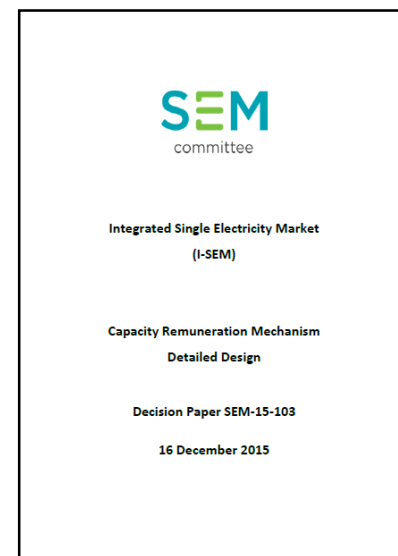 SEM
committee
Integrated Single Electricity Market
(I-SEM)
Capacity Remuneration Mechanism
Detailed Design
Decision Paper SEM-15-103
16 December 2015